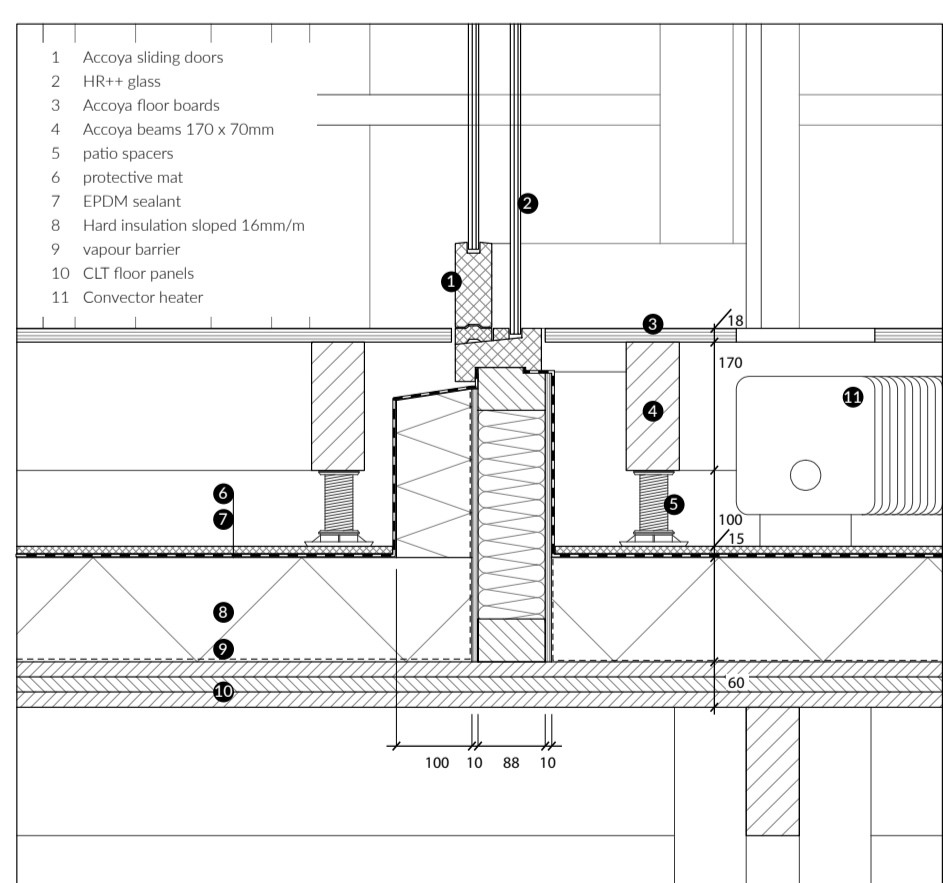 1 Accoya sliding doors
2 HR++ glass
3 Accoya floor boards
4 Accoya beams 170 x 70mm
5 patio spacers
6 protective mat
7 EPDM sealant
8 Hard insulation sloped 16mm/m
9 vapour barrier
10 CLT floor panels
11 Convector heater
2
1
3
18
170
11
4
6
5
7
100
15
8
9
10
60
100 10 88 10